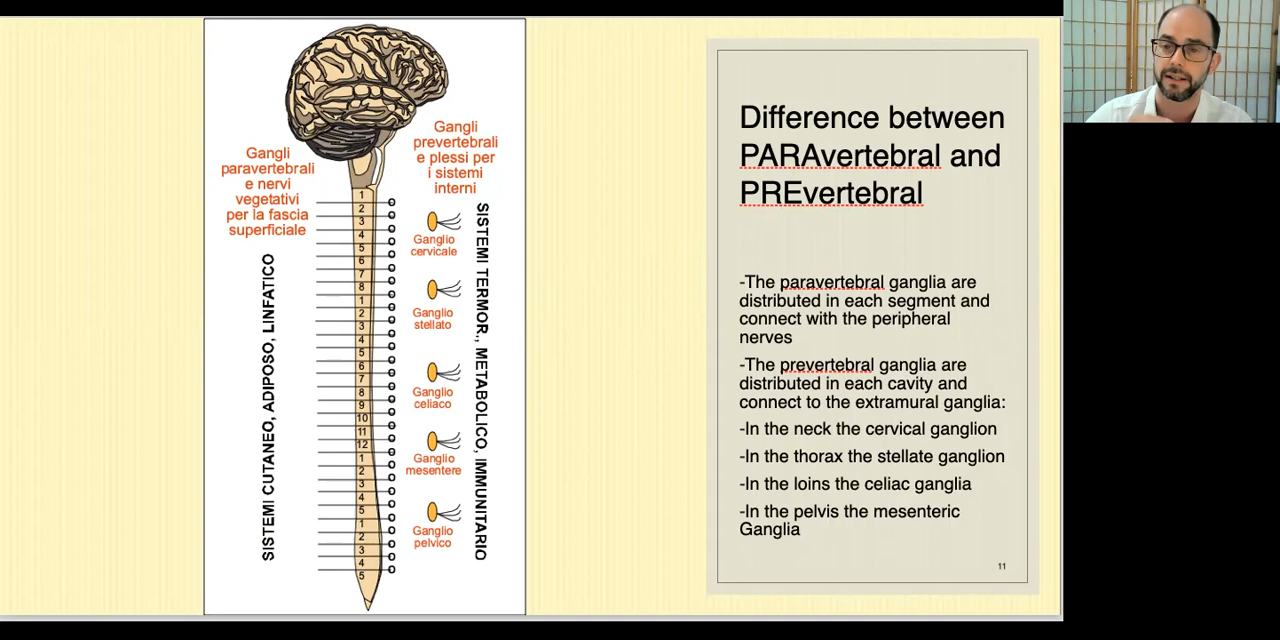 Gangli
paravertebrali
e nervi
vegetativi
per la fascia
superficiale
SISTEMI CUTANEO, ADIPOSO, LINFATICO
1
2
3
4
5
6
7
8
1
2
3
4
5
6
7
8
9
10
11
12
1
2
3
4
5
1
2
3
4
5
Gangli
prevertebrali
e plessi per
i sistemi
interni
Ganglio
cervicale
Ganglio
stellato
Ganglio
celiaco
Ganglio
mesentere
Ganglio
pelvico
SISTEMI TERMOR., METABOLICO, IMMUNITARIO
Difference between
PARAvertebral and
PREvertebral
-The paravertebral ganglia are
distributed in each segment and
connect with the peripheral
nerves
-The prevertebral ganglia are
distributed in each cavity and
connect to the extramural ganglia:
-In the neck the cervical ganglion
-In the thorax the stellate ganglion
-In the loins the celiac ganglia
-In the pelvis the mesenteric
Ganglia
11